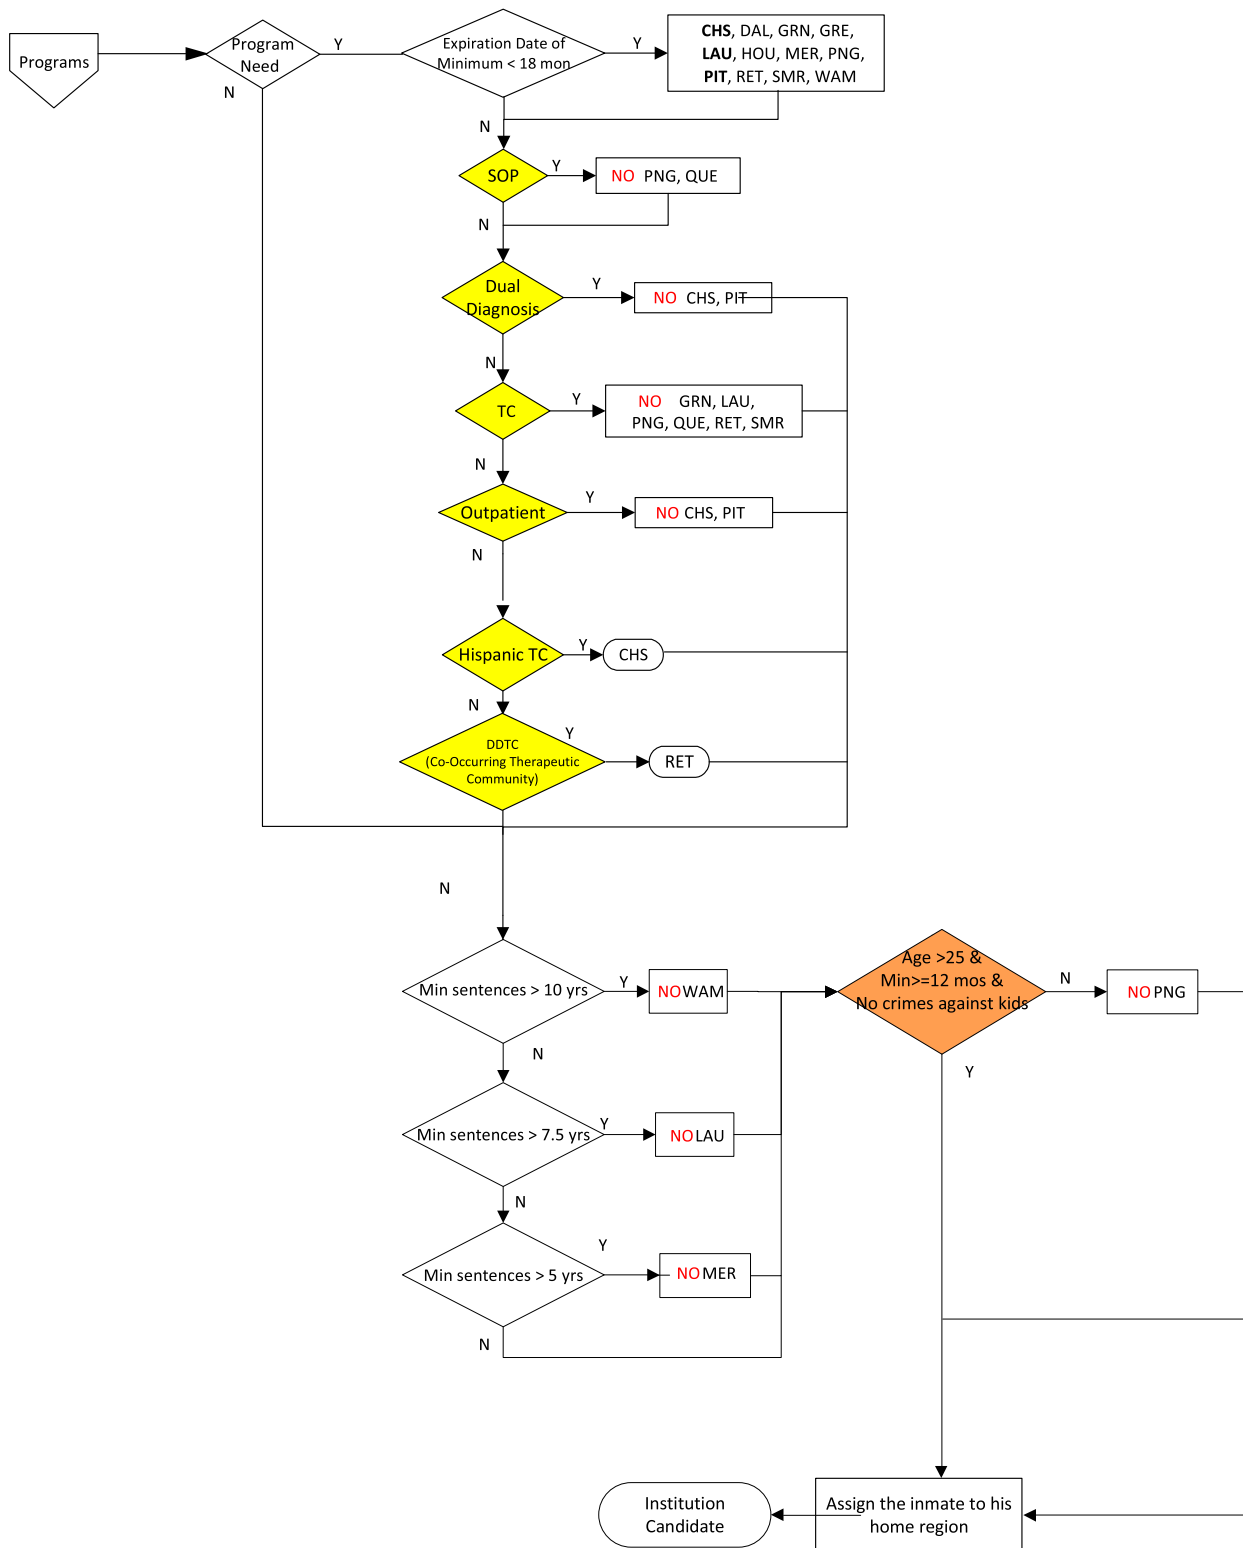 Programs
Program
Need
Y
N
Expiration Date of
Minimum < 18 mon
Y
N
CHS, DAL, GRN, GRE,
LAU, HOU, MER, PNG,
PIT, RET, SMR, WAM
SOP
Y
N
NO PNG, QUE
Dual
Diagnosis
Y
N
NO CHS, PIT
TC
Y
N
NO GRN, LAU,
PNG, QUE, RET, SMR
Outpatient
Y
N
NO CHS, PIT
Hispanic TC
Y
N
CHS
DDTC
(Co-Occurring Therapeutic
Community)
Y
RET
N
Min sentences > 10 yrs
Y
N
NO WAM
Age >25 &
Min>=12 mos &
No crimes against kids
N
Y
NO PNG
Min sentences > 7.5 yrs
Y
N
NO LAU
Min sentences > 5 yrs
Y
N
NO MER
Assign the inmate to his
home region
Institution
Candidate